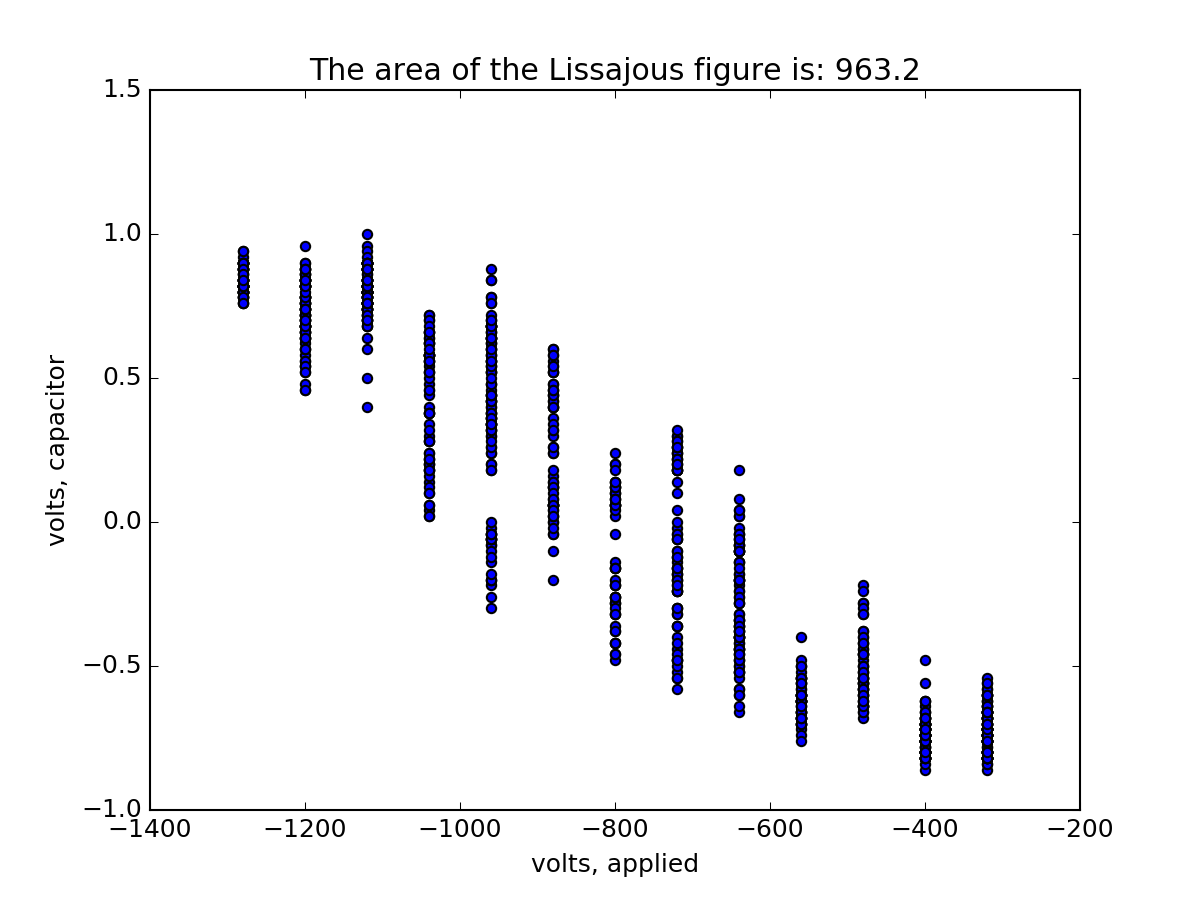 The area of the Lissajous figure is: 963.2
1.5
1.0
0.5
0.0
−0.5
−1.0
volts, capacitor
−1400 −1200 −1000 −800 −600 −400 −200
volts, applied